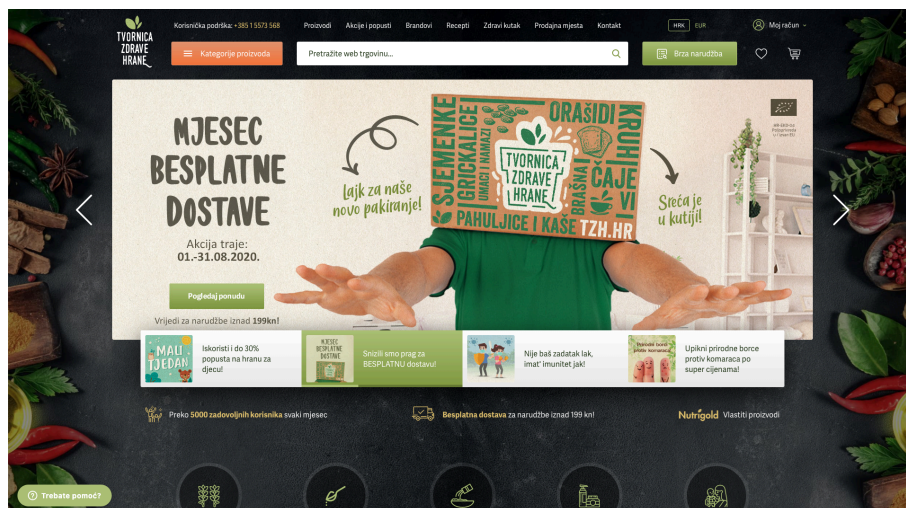 TVORNICA
ZDRAVE
HRANE
Korisnička podrška: +385 1 5573 568
Proizvodi
Akcije i popusti
Brandovi
Recepti
Zdravi kutak
Prodajna mjesta
Kontakt
HRK
EUR
Moj račun
Kategorije proizvoda
Pretražite web trgovinu...
Brza narudžba
MJESEC
BESPLATNE
DOSTAVE
Akcija traje:
01.-31.08.2020.
Pogledaj ponudu
Vrijedi za narudžbe iznad 199kn!
Lajk za naše
novo pakiranje!
SJEMENKE
GRICKALICE
UMACI I NAMAZI
TVORNICA
ZDRAVE
HRANE
ORAŠIDI
KRUH I
BRAŠNA
ČAJEVI
PAHULJICE I KAŠE
TZH.HR
Sreća je
u kutiji!
MALI
TJEDAN
Iskoristi i do 30%
popusta na hranu za
djecu!
MJESEC
BESPLATNE
DOSTAVE
Snizili smo prag za
BESPLATNU dostavu!
Nije baš zadatak lak,
imat' imunitet jak!
Prirodne borci
protiv komaraca
Upikni prirodne borce
protiv komaraca po
super cijenama!
Preko 5000 zadovoljnih korisnika svaki mjesec
Besplatna dostava za narudžbe iznad 199 kn!
Nutrigold Vlastiti proizvodi
Trebate pomoć?